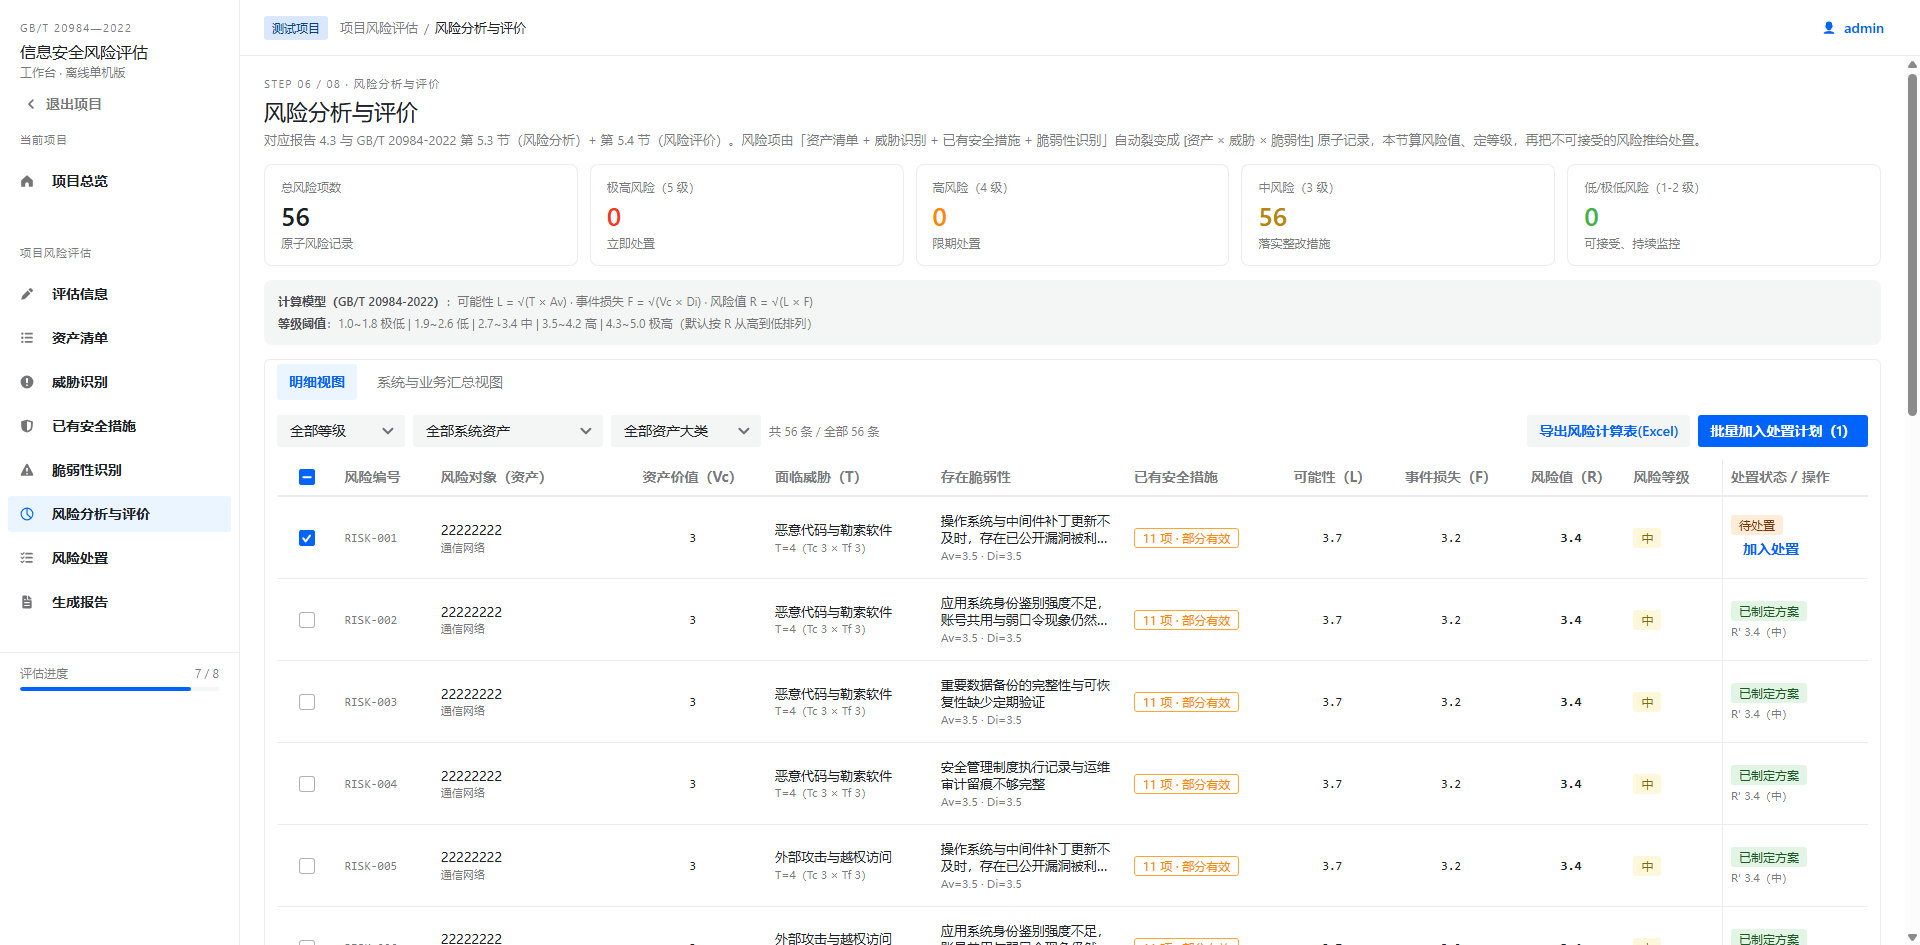 GB/T 20984—2022
信息安全风险评估
工作台 · 离线单机版
退出项目
当前项目
项目总览
项目风险评估
评估信息
资产清单
威胁识别
已有安全措施
脆弱性识别
风险分析与评价
风险处置
生成报告
评估进度 7 / 8
测试项目 项目风险评估 / 风险分析与评价
admin
STEP 06 / 08 · 风险分析与评价
风险分析与评价
对应报告 4.3 与 GB/T 20984-2022 第 5.3 节（风险分析）+ 第 5.4 节（风险评价）。风险项由「资产清单 + 威胁识别 + 已有安全措施 + 脆弱性识别」自动裂变成 [资产 × 威胁 × 脆弱性] 原子记录，本节算风险值、定等级，再把不可接受的风险推给处置。
总风险项数
56
原子风险记录
极高风险（5 级）
0
立即处置
高风险（4 级）
0
限期处置
中风险（3 级）
56
落实整改措施
低/极低风险（1-2 级）
0
可接受、持续监控
计算模型（GB/T 20984-2022）： 可能性 L = √(T × Av) · 事件损失 F = √(Vc × Di) · 风险值 R = √(L × F)
等级阈值： 1.0~1.8 极低 | 1.9~2.6 低 | 2.7~3.4 中 | 3.5~4.2 高 | 4.3~5.0 极高（默认按 R 从高到低排列）
明细视图 系统与业务汇总视图
全部等级 全部系统资产 全部资产大类 共 56 条 / 全部 56 条 导出风险计算表(Excel) 批量加入处置计划（1）
风险编号 风险对象（资产） 资产价值（Vc） 面临威胁（T） 存在脆弱性 已有安全措施 可能性（L） 事件损失（F） 风险值（R） 风险等级 处置状态 / 操作
RISK-001
22222222
通信网络
3
恶意代码与勒索软件
T=4（Tc 3 × Tf 3）
操作系统与中间件补丁更新不
及时，存在已公开漏洞被利...
Av=3.5 · Di=3.5
11 项 · 部分有效
3.7
3.2
3.4
中
待处置
加入处置
RISK-002
22222222
通信网络
3
恶意代码与勒索软件
T=4（Tc 3 × Tf 3）
应用系统身份鉴别强度不足，
账号共用与弱口令现象仍然...
Av=3.5 · Di=3.5
11 项 · 部分有效
3.7
3.2
3.4
中
已制定方案
R' 3.4（中）
RISK-003
22222222
通信网络
3
恶意代码与勒索软件
T=4（Tc 3 × Tf 3）
重要数据备份的完整性与可恢
复性缺少定期验证
Av=3.5 · Di=3.5
11 项 · 部分有效
3.7
3.2
3.4
中
已制定方案
R' 3.4（中）
RISK-004
22222222
通信网络
3
恶意代码与勒索软件
T=4（Tc 3 × Tf 3）
安全管理制度执行记录与运维
审计留痕不够完整
Av=3.5 · Di=3.5
11 项 · 部分有效
3.7
3.2
3.4
中
已制定方案
R' 3.4（中）
RISK-005
22222222
通信网络
3
外部攻击与越权访问
T=4（Tc 3 × Tf 3）
操作系统与中间件补丁更新不
及时，存在已公开漏洞被利...
Av=3.5 · Di=3.5
11 项 · 部分有效
3.7
3.2
3.4
中
已制定方案
R' 3.4（中）
22222222
外部攻击与越权访问
应用系统身份鉴别强度不足，
已制定方案